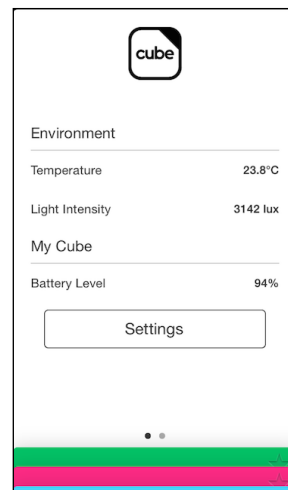 cube
Environment
Temperature 23.8°C
Light Intensity 3142 lux
My Cube
Battery Level 94%
Settings